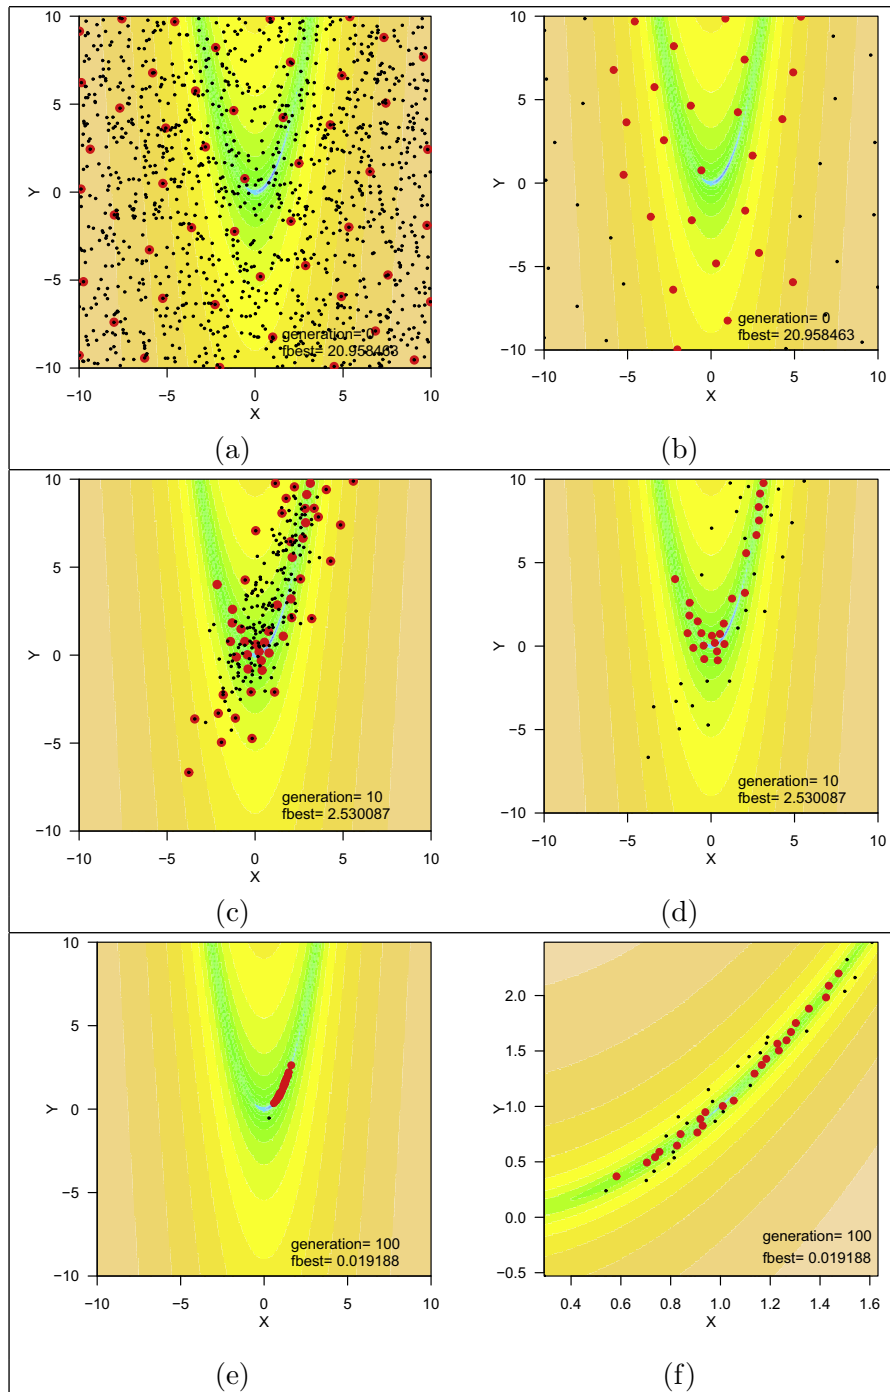 10
5
0
−5
−10
Y
generation= 0
fbest= 20.958463
−10 −5 0 5 10
X
(a)
10
5
0
−5
−10
Y
generation= 0
fbest= 20.958463
−10 −5 0 5 10
X
(b)
10
5
0
−5
−10
Y
generation= 10
fbest= 2.530087
−10 −5 0 5 10
X
(c)
10
5
0
−5
−10
Y
generation= 10
fbest= 2.530087
−10 −5 0 5 10
X
(d)
10
5
0
−5
−10
Y
generation= 100
fbest= 0.019188
−10 −5 0 5 10
X
(e)
2.0
1.5
1.0
0.5
0.0
−0.5
Y
generation= 100
fbest= 0.019188
0.4 0.6 0.8 1.0 1.2 1.4 1.6
X
(f)